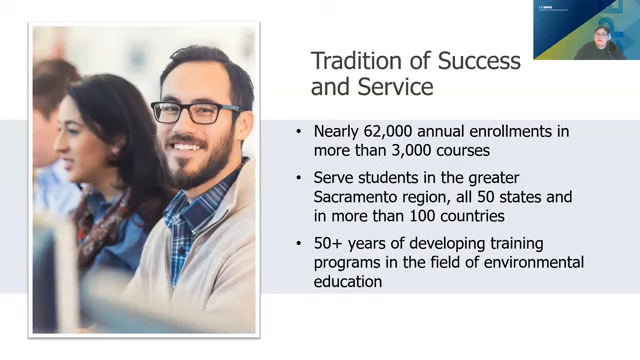 Tradition of Success
and Service
• Nearly 62,000 annual enrollments in
more than 3,000 courses
• Serve students in the greater
Sacramento region, all 50 states and
in more than 100 countries
• 50+ years of developing training
programs in the field of environmental
education